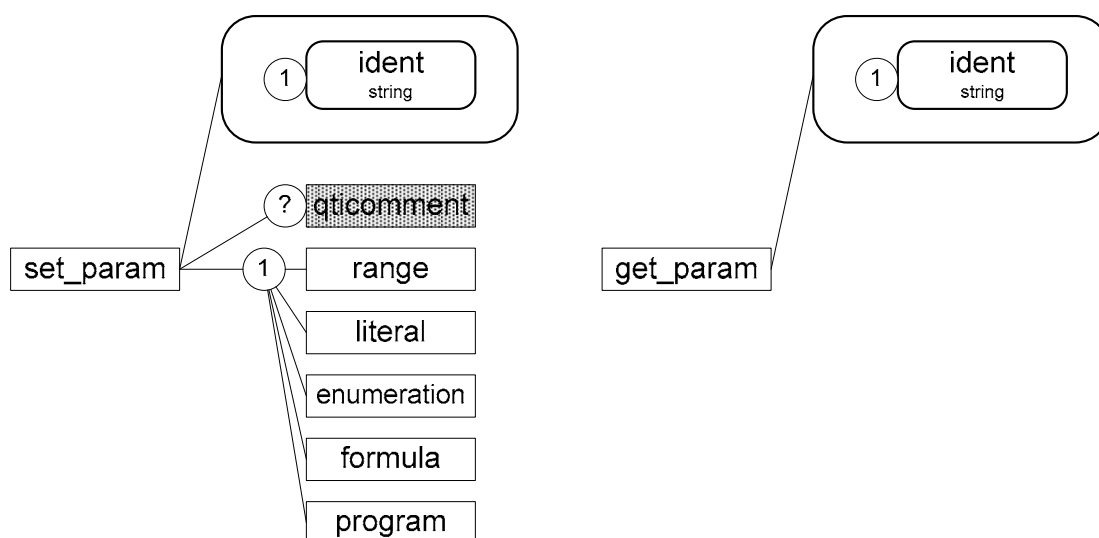 1
ident
string
1
ident
string
?
qticomment
set_param
1
range
get_param
literal
enumeration
formula
program